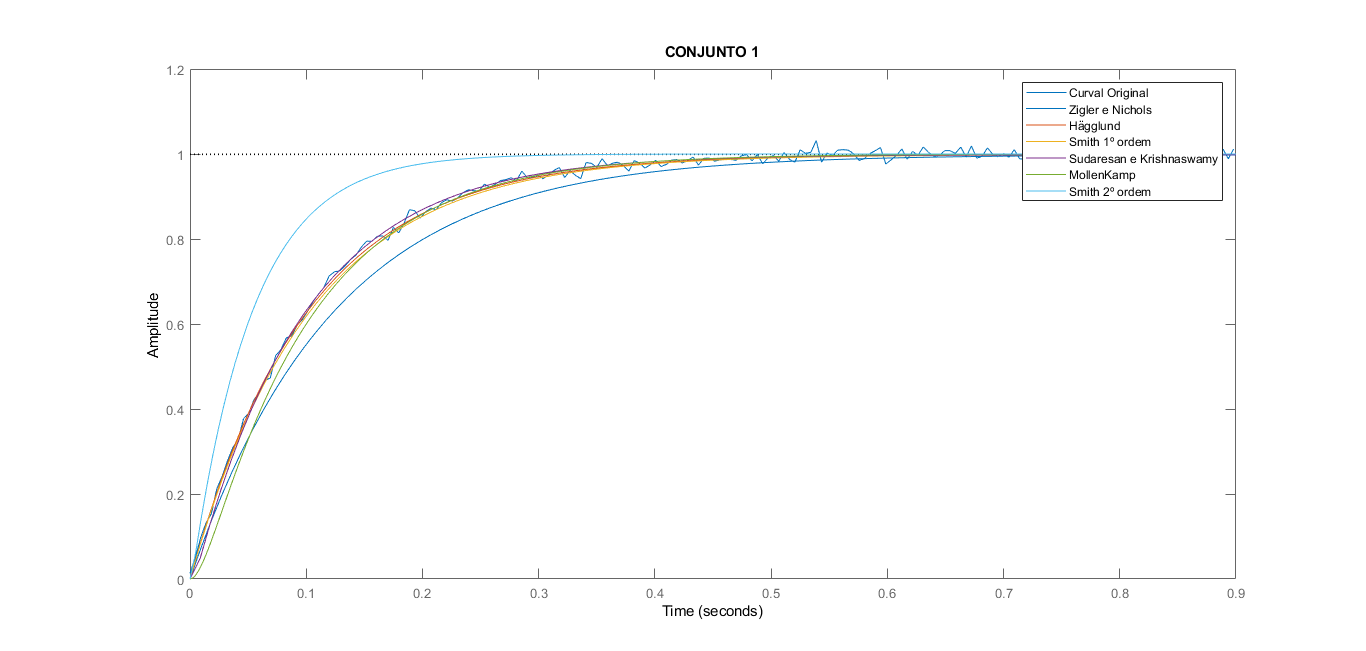 CONJUNTO 1
1.2
1
0.8
0.6
0.4
0.2
0
Amplitude
Curval Original
Zigler e Nichols
Hägglund
Smith 1º ordem
Sudaresan e Krishnaswamy
MollenKamp
Smith 2º ordem
0 0.1 0.2 0.3 0.4 0.5 0.6 0.7 0.8 0.9
Time (seconds)